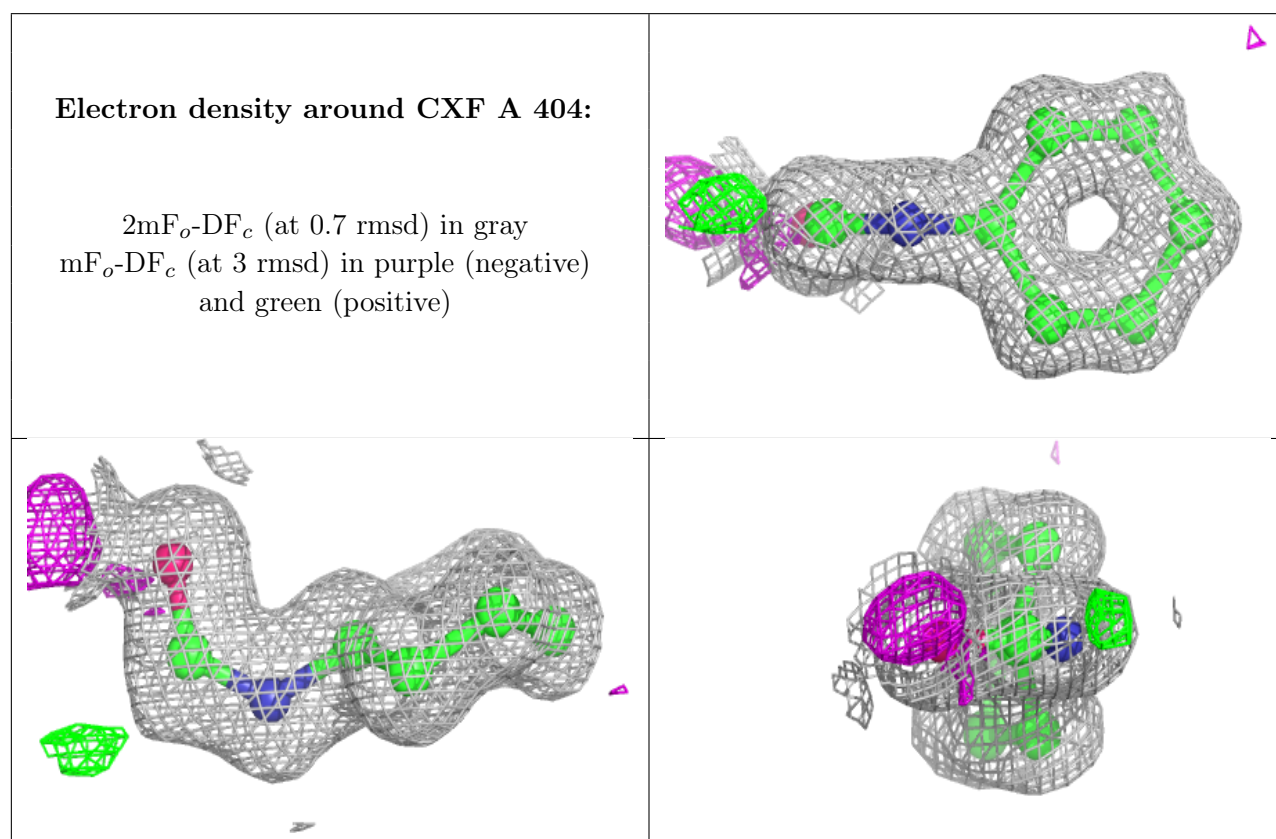 Electron density around CXF A 404:
2mFo-DFc (at 0.7 rmsd) in gray
mFo-DFc (at 3 rmsd) in purple (negative)
and green (positive)